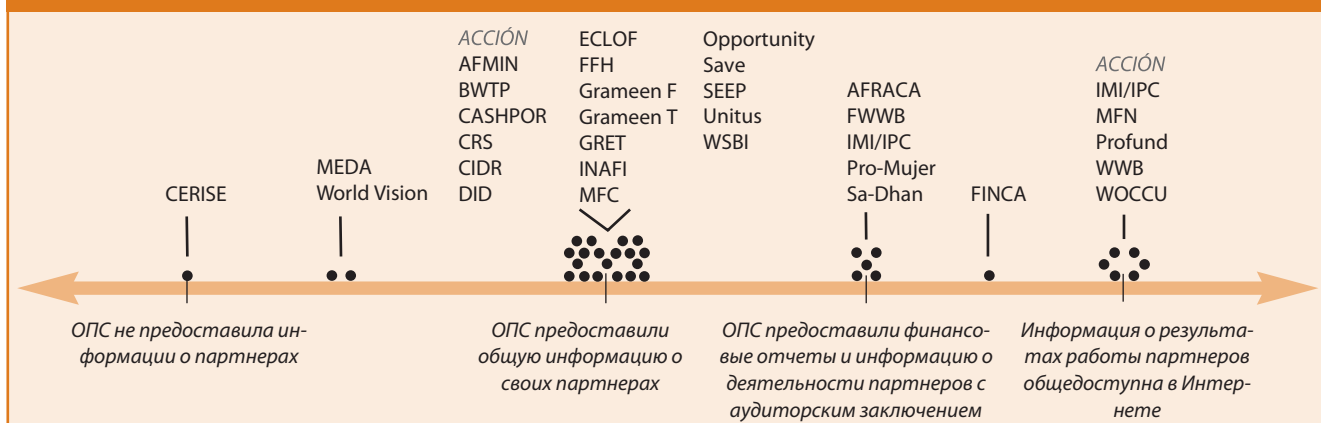 CERISE
MEDA
World Vision
ACCIÓN
AFMIN
BWTP
CASHPOR
CRS
CIDR
DID
ECLOF
FFH
Grameen F
Grameen T
GRET
INAFI
MFC
Opportunity
Save
SEEP
Unitus
WSBI
AFRACA
FWWB
IMI/IPC
Pro-Mujer
Sa-Dhan
FINCA
ACCIÓN
IMI/IPC
MFN
Profund
WWB
WOCCU
ОПС не предоставила ин-
формации о партнерах
ОПС предоставили
общую информацию о
своих партнерах
ОПС предоставили финансо-
вые отчеты и информацию о
деятельности партнеров с
аудиторским заключением
Информация о результа-
тах работы партнеров
общедоступна в Интер-
нете